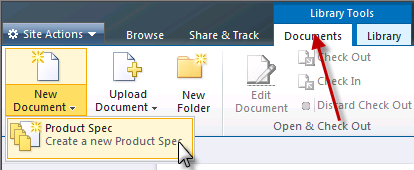 Library Tools
Site Actions Browse Share & Track Documents Library
New Document
Upload Document
New Folder
Edit Document
Check Out
Check In
Discard Check Out
Open & Check Out
Product Spec
Create a new Product Spec